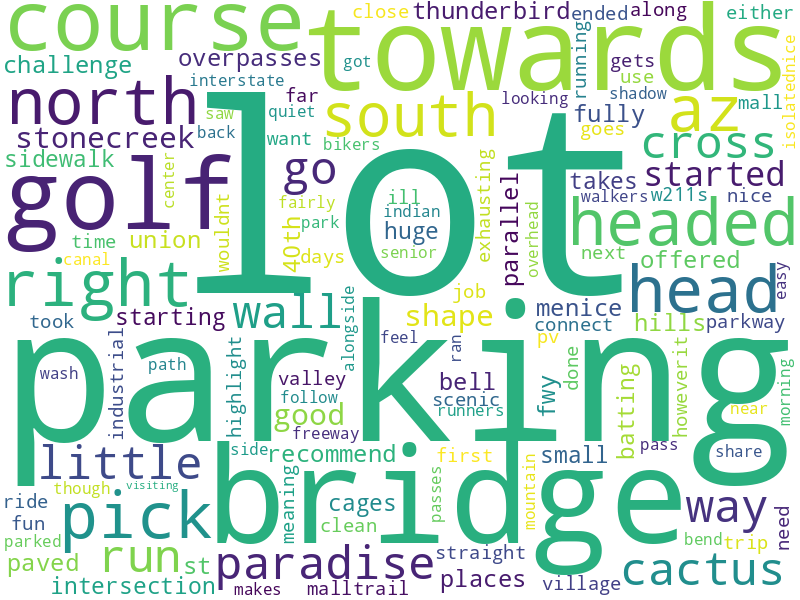 course
towards
close
thunderbird
ended
along
either
challenge
overpasses
got
running
gets
use
isolatednice
north
interstate
far
looking
shadow
mall
south
az
saw
quiet
fully
goes
stonecreek
back
want
bikers
cross
sidewalk
center
lot
golf
go
ill
indian
huge
senior
exhausting
parallel
takes
started
walkers
w211s
nice
fairly
park
wouldnt
40th
time
union
days
overhead
headed
next
offered
canal
right
head
easy
starting
wall
shape
job
menice
took
alongside
connect
hills
parkway
parking
industrial
highlight
feel
ran
fwy
pv
done
batting
howeverit
morning
wash
path
valley
follow
bell
scenic
runners
near
good
freeway
bridge
little
side
recommend
first
small
pass
share
though
visiting
meaning
cages
passes
mountain
way
need
ride
pick
fun
clean
parked
run
st
bend
trip
paved
paradise
straight
cactus
intersection
makes
malltrail
places
village